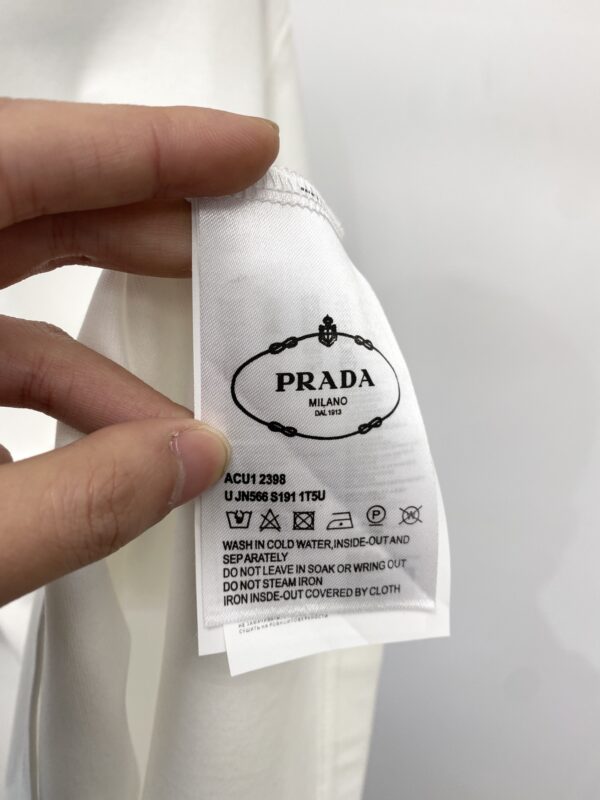 PRADA
MILANO
DAL 1913
ACU1 2398
U JN566 S191 1T5U
P
WASH IN COLD WATER,INSIDE-OUT AND
SEPARATELY
DO NOT LEAVE IN SOAK OR WRING OUT
DO NOT STEAM IRON
IRON INSDE-OUT COVERED BY CLOTH